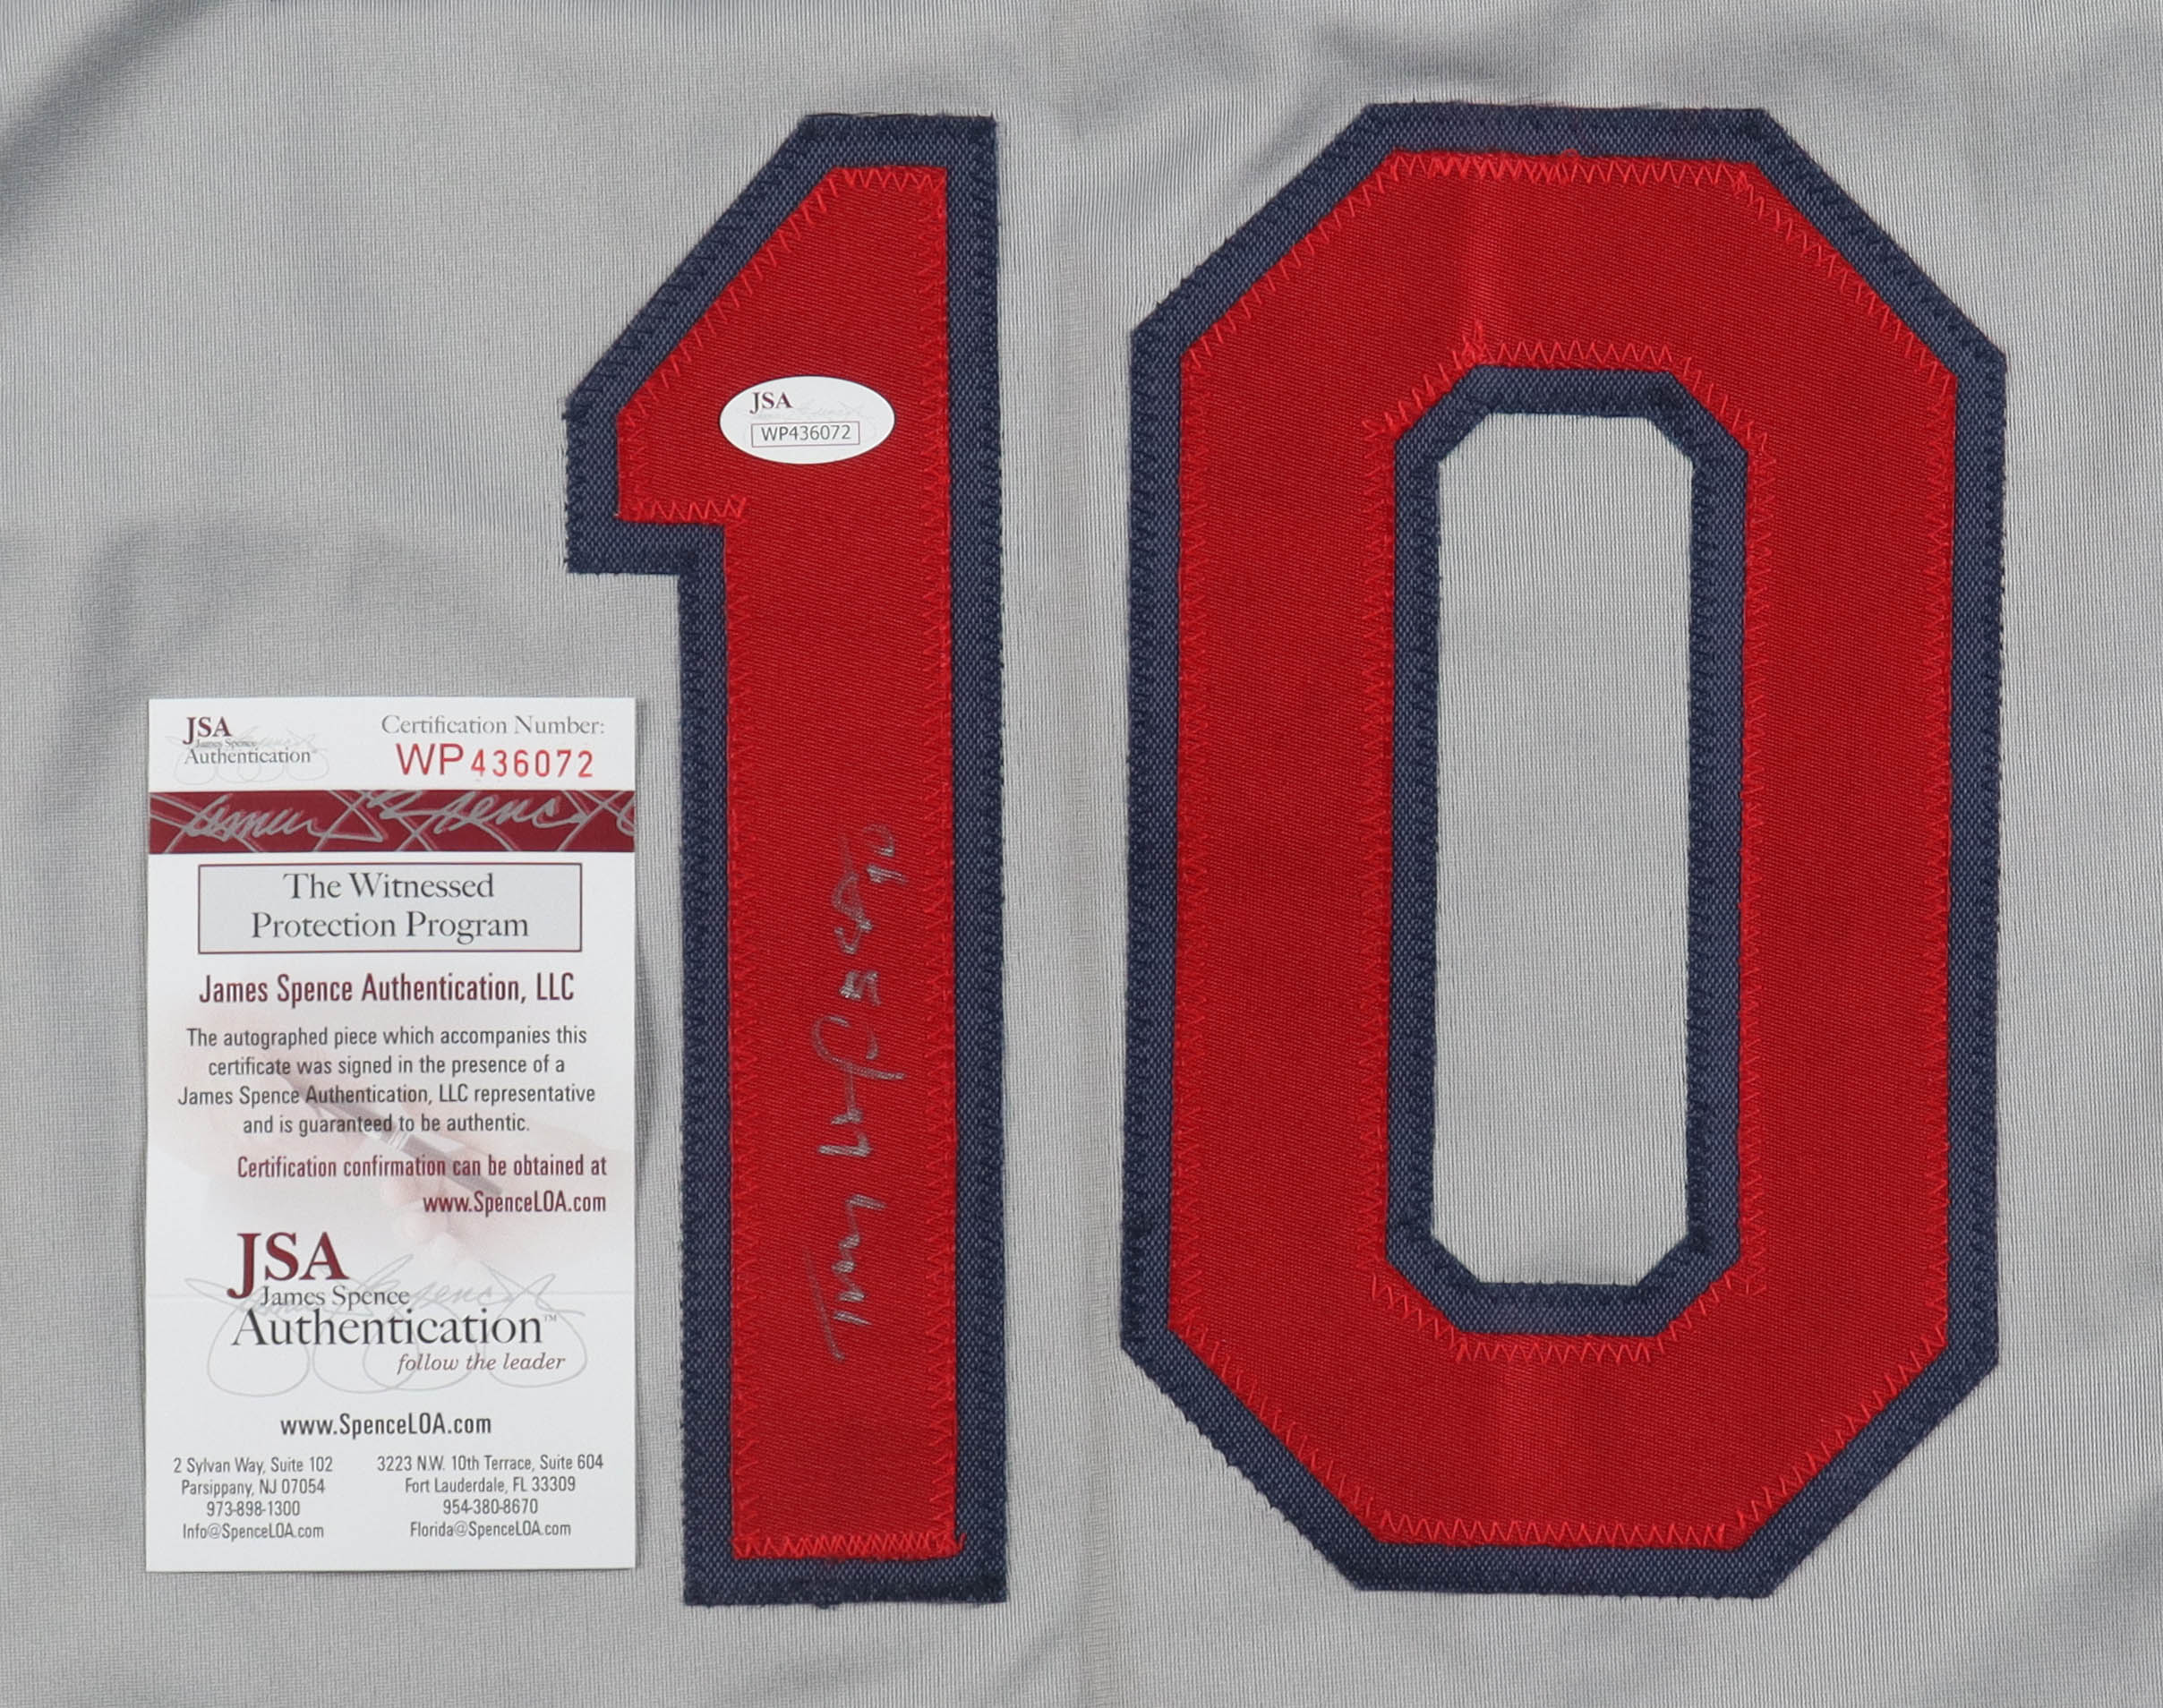 10
JSA
WP436072
JSA
James Spence
Authentication
Certification Number:
WP436072
The Witnessed
Protection Program
James Spence Authentication, LLC
The autographed piece which accompanies this
certificate was signed in the presence of a
James Spence Authentication, LLC representative
and is guaranteed to be authentic.
Certification confirmation can be obtained at
www.SpenceLOA.com
JSA
James Spence
Authentication™
follow the leader
www.SpenceLOA.com
2 Sylvan Way, Suite 102
Parsippany, NJ 07054
973-898-1300
Info@SpenceLOA.com
3223 N.W. 10th Terrace, Suite 604
Fort Lauderdale, FL 33309
954-380-8670
Florida@SpenceLOA.com